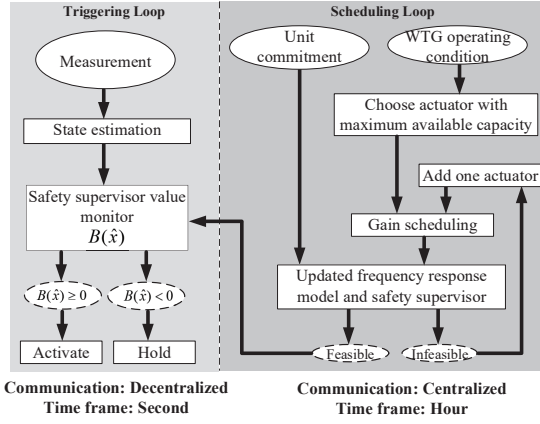 Triggering Loop
Measurement
State estimation
Safety supervisor value
monitor
B(x̂)
B(x̂) ≥ 0
B(x̂) < 0
Activate
Hold
Communication: Decentralized
Time frame: Second
Scheduling Loop
Unit
commitment
WTG operating
condition
Choose actuator with
maximum available capacity
Add one actuator
Gain scheduling
Updated frequency response
model and safety supervisor
Feasible
Infeasible
Communication: Centralized
Time frame: Hour